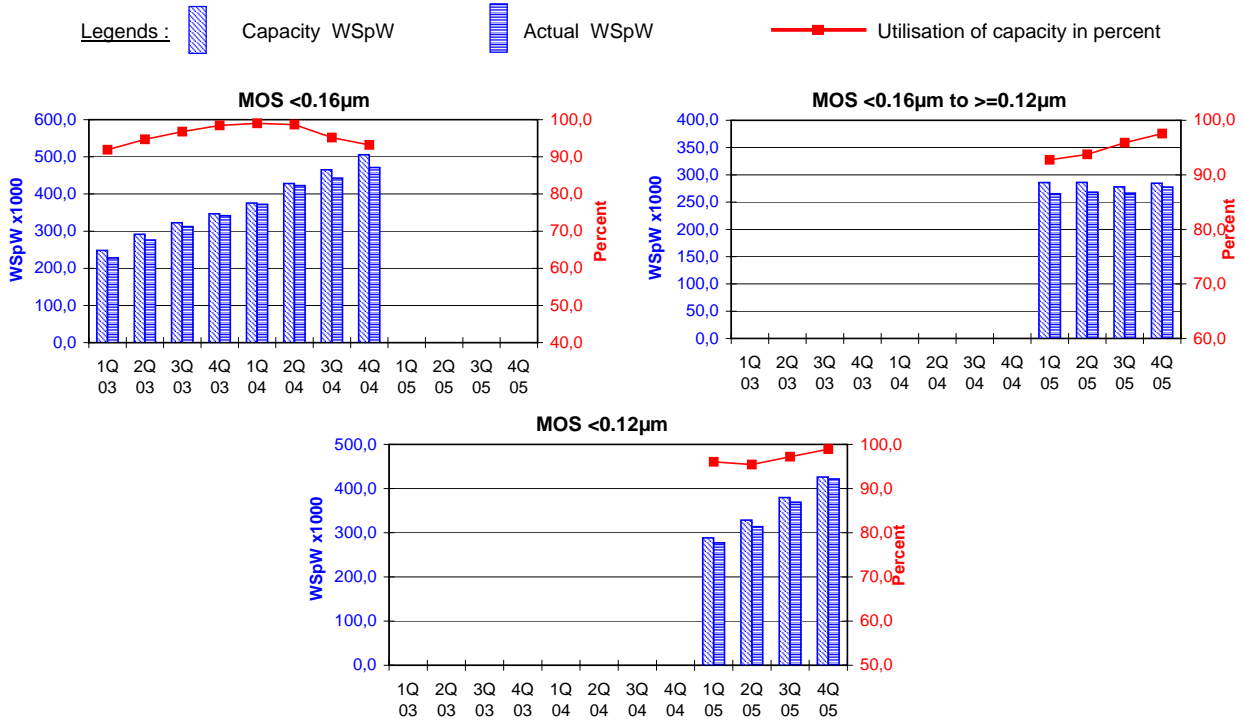 Legends : Capacity WSpW Actual WSpW Utilisation of capacity in percent
MOS <0.16µm
600,0
500,0
400,0
300,0
200,0
100,0
0,0
WSpW x1000
100,0
90,0
80,0
70,0
60,0
50,0
40,0
Percent
1Q 2Q 3Q 4Q 1Q 2Q 3Q 4Q 1Q 2Q 3Q 4Q
03 03 03 03 04 04 04 04 05 05 05 05
MOS <0.16µm to >=0.12µm
400,0
350,0
300,0
250,0
200,0
150,0
100,0
50,0
0,0
WSpW x1000
100,0
90,0
80,0
70,0
60,0
Percent
1Q 2Q 3Q 4Q 1Q 2Q 3Q 4Q 1Q 2Q 3Q 4Q
03 03 03 03 04 04 04 04 05 05 05 05
MOS <0.12µm
500,0
400,0
300,0
200,0
100,0
0,0
WSpW x1000
100,0
90,0
80,0
70,0
60,0
50,0
Percent
1Q 2Q 3Q 4Q 1Q 2Q 3Q 4Q 1Q 2Q 3Q 4Q
03 03 03 03 04 04 04 04 05 05 05 05